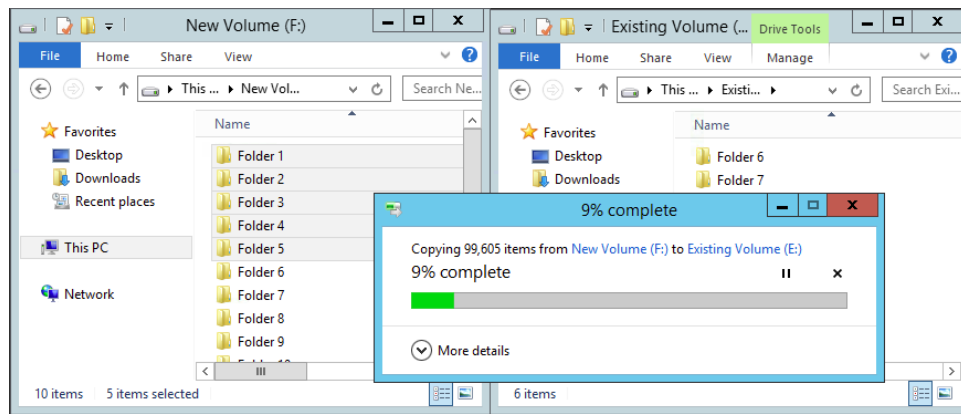 New Volume (F:)
File Home Share View
This ... New Vol...
Search Ne...
Favorites
Desktop
Downloads
Recent places
This PC
Network
Name
Folder 1
Folder 2
Folder 3
Folder 4
Folder 5
Folder 6
Folder 7
Folder 8
Folder 9
10 items 5 items selected
Existing Volume (... Drive Tools
File Home Share View Manage
This ... Existi...
Search Exi...
Favorites
Desktop
Downloads
Name
Folder 6
Folder 7
6 items
9% complete
Copying 99,605 items from New Volume (F:) to Existing Volume (E:)
9% complete
More details